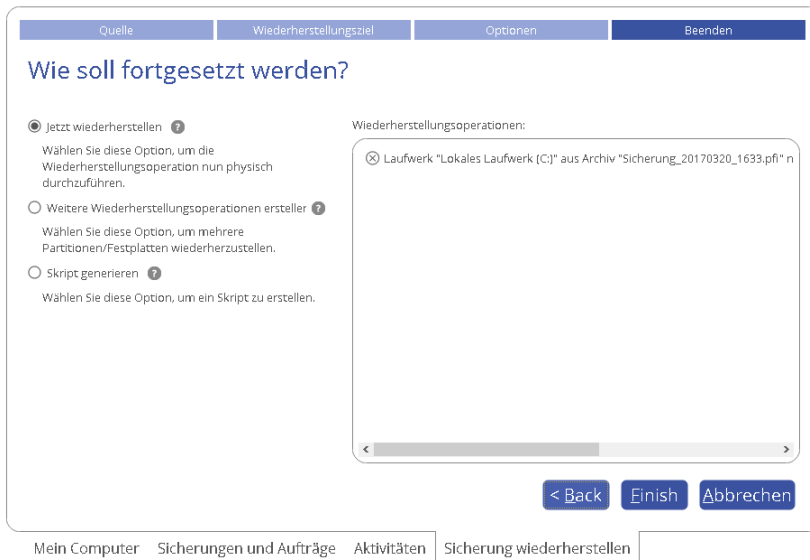 Quelle
Wiederherstellungsziel
Optionen
Beenden
Wie soll fortgesetzt werden?
Jetzt wiederherstellen ?
Wählen Sie diese Option, um die
Wiederherstellungsoperation nun physisch
durchzuführen.
Weitere Wiederherstellungsoperationen ersteller ?
Wählen Sie diese Option, um mehrere
Partitionen/Festplatten wiederherzustellen.
Skript generieren ?
Wählen Sie diese Option, um ein Skript zu erstellen.
Wiederherstellungsoperationen:
Laufwerk "Lokales Laufwerk (C:)" aus Archiv "Sicherung_20170320_1633.pfi" n
< Back
Finish
Abbrechen
Mein Computer
Sicherungen und Aufträge
Aktivitäten
Sicherung wiederherstellen